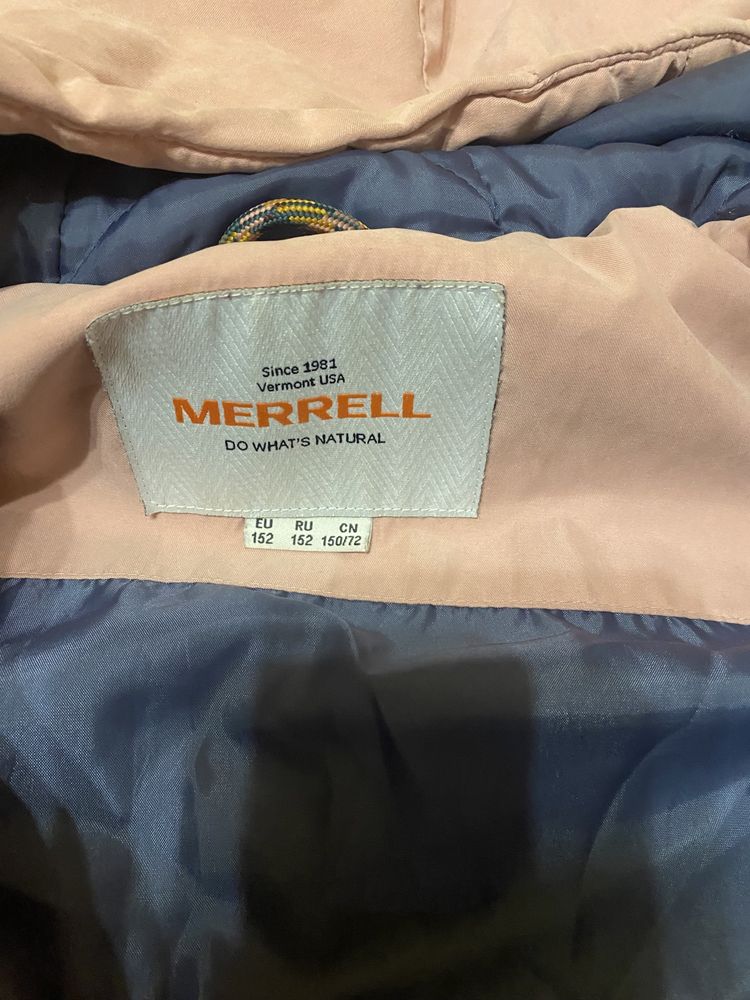 Since 1981
Vermont USA
MERRELL
DO WHAT'S NATURAL
EU RU CN
152 152 150/72